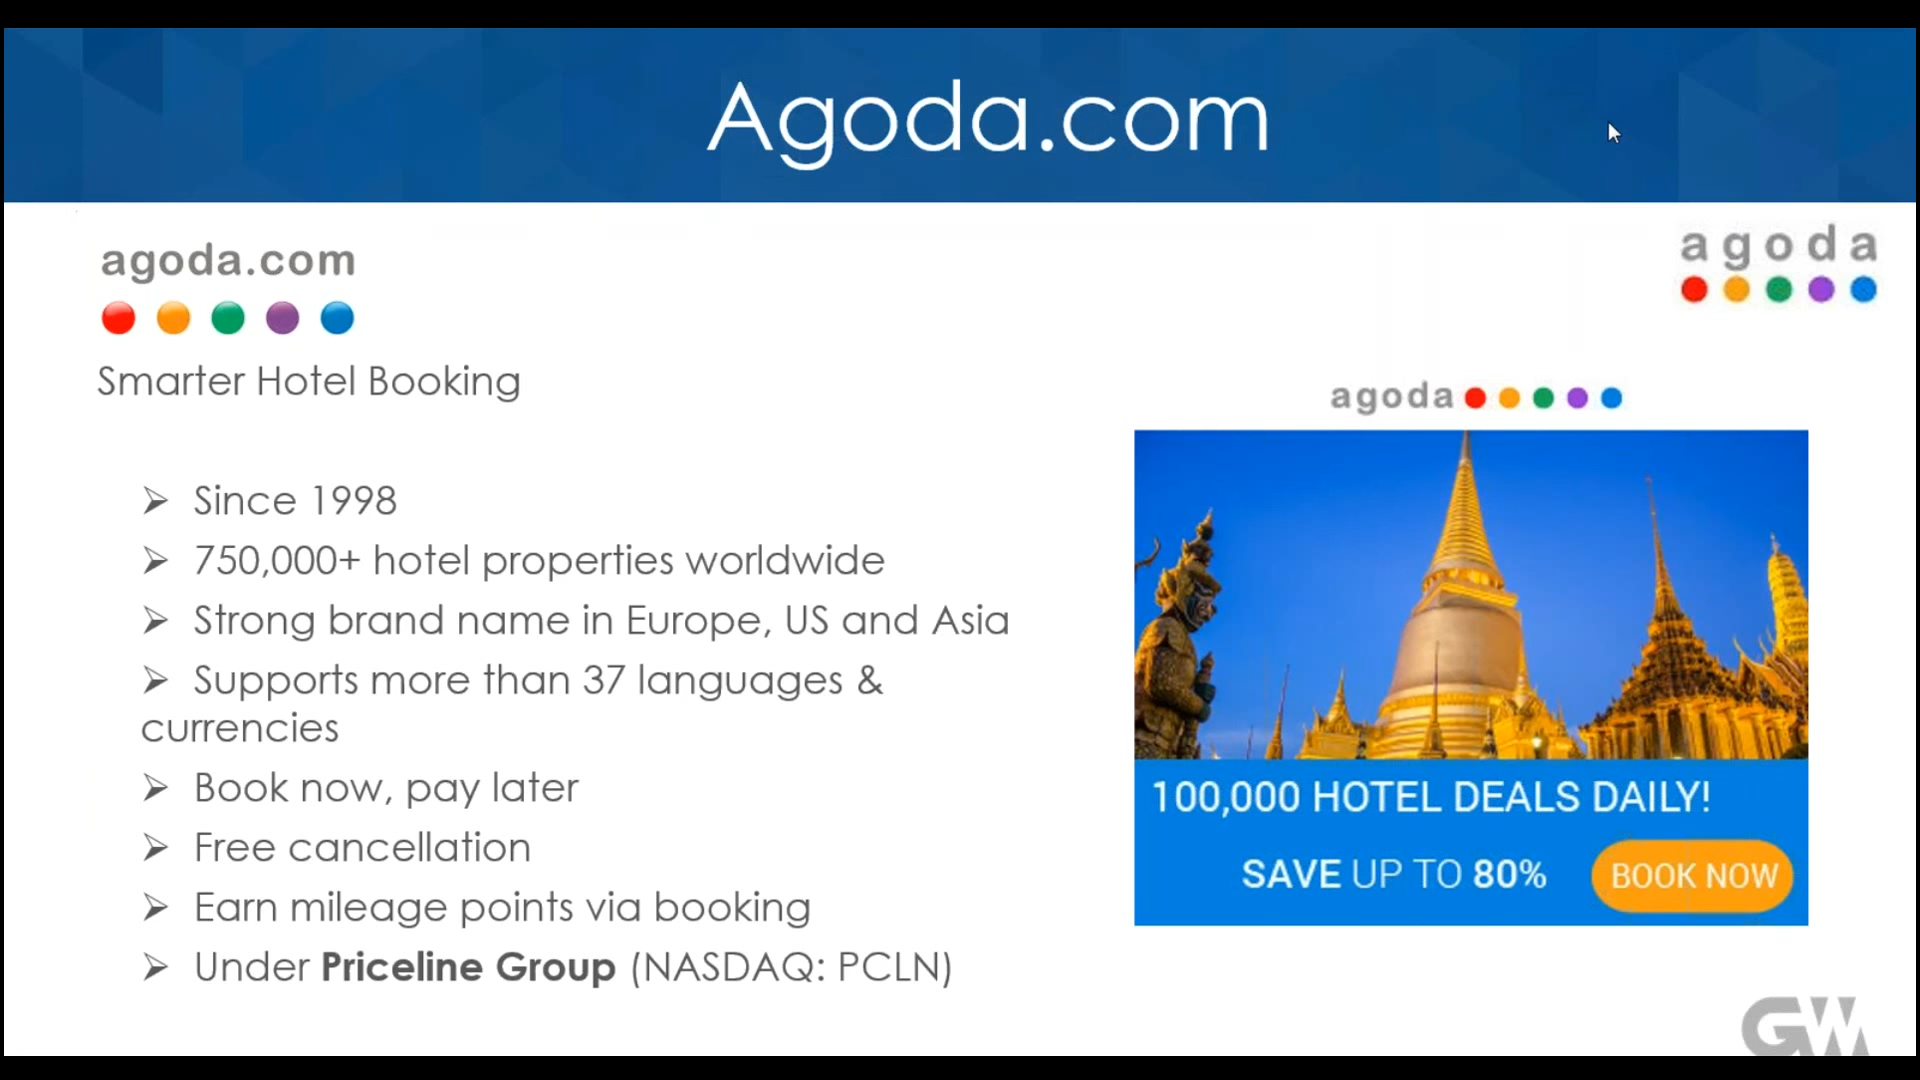 Agoda.com
agoda.com
agoda
Smarter Hotel Booking
agoda
➢ Since 1998
➢ 750,000+ hotel properties worldwide
➢ Strong brand name in Europe, US and Asia
➢ Supports more than 37 languages &
currencies
➢ Book now, pay later
➢ Free cancellation
➢ Earn mileage points via booking
➢ Under Priceline Group (NASDAQ: PCLN)
100,000 HOTEL DEALS DAILY!
SAVE UP TO 80%
BOOK NOW
GW